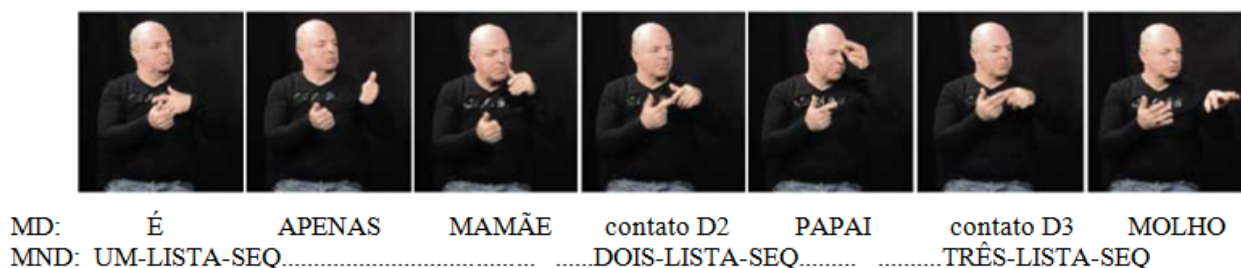 MD: É APENAS MAMÃE contato D2 PAPAI contato D3 MOLHO
MND: UM-LISTA-SEQ.................................... ......DOIS-LISTA-SEQ........ .........TRÊS-LISTA-SEQ